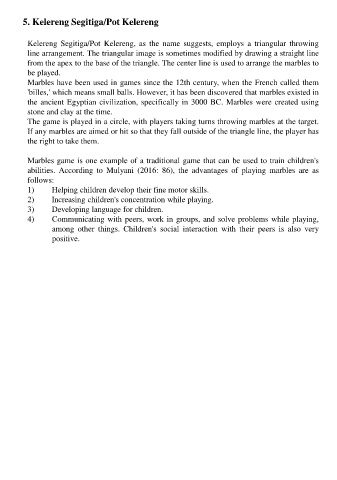 5. Kelereng Segitiga/Pot Kelereng
Kelereng Segitiga/Pot Kelereng, as the name suggests, employs a triangular throwing
line arrangement. The triangular image is sometimes modified by drawing a straight line
from the apex to the base of the triangle. The center line is used to arrange the marbles to
be played.
Marbles have been used in games since the 12th century, when the French called them
'billes,' which means small balls. However, it has been discovered that marbles existed in
the ancient Egyptian civilization, specifically in 3000 BC. Marbles were created using
stone and clay at the time.
The game is played in a circle, with players taking turns throwing marbles at the target.
If any marbles are aimed or hit so that they fall outside of the triangle line, the player has
the right to take them.
Marbles game is one example of a traditional game that can be used to train children's
abilities. According to Mulyani (2016: 86), the advantages of playing marbles are as
follows:
1) Helping children develop their fine motor skills.
2) Increasing children's concentration while playing.
3) Developing language for children.
4) Communicating with peers, work in groups, and solve problems while playing,
among other things. Children's social interaction with their peers is also very
positive.